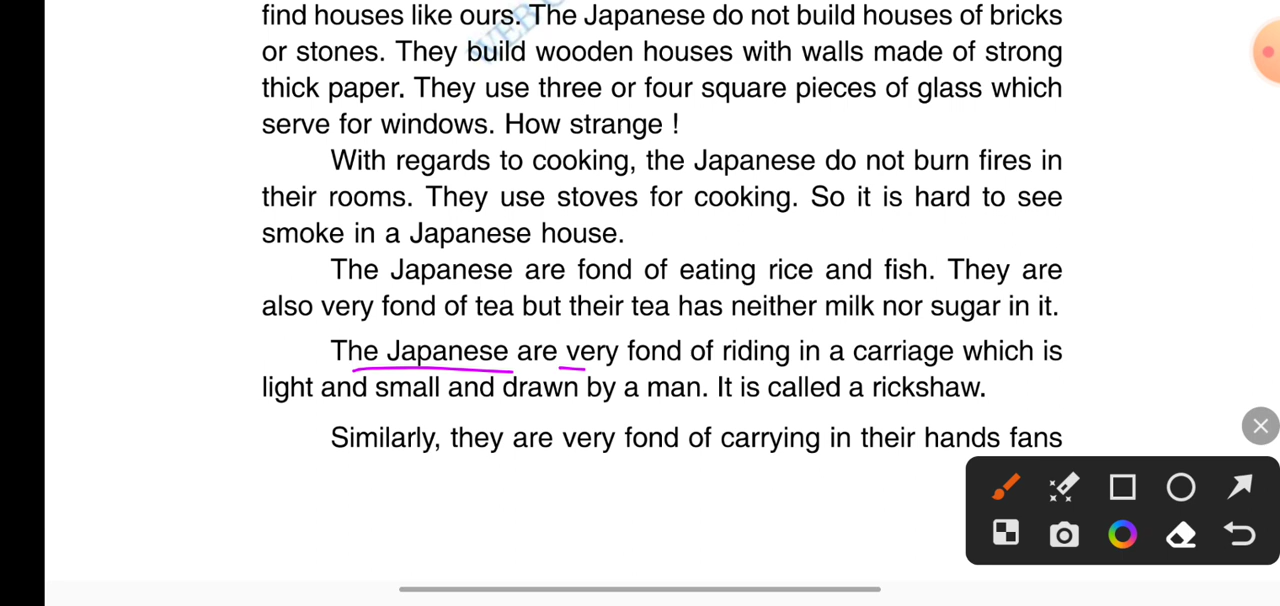 find houses like ours. The Japanese do not build houses of bricks
or stones. They build wooden houses with walls made of strong
thick paper. They use three or four square pieces of glass which
serve for windows. How strange !
With regards to cooking, the Japanese do not burn fires in
their rooms. They use stoves for cooking. So it is hard to see
smoke in a Japanese house.
The Japanese are fond of eating rice and fish. They are
also very fond of tea but their tea has neither milk nor sugar in it.
The Japanese are very fond of riding in a carriage which is
light and small and drawn by a man. It is called a rickshaw.
Similarly, they are very fond of carrying in their hands fans